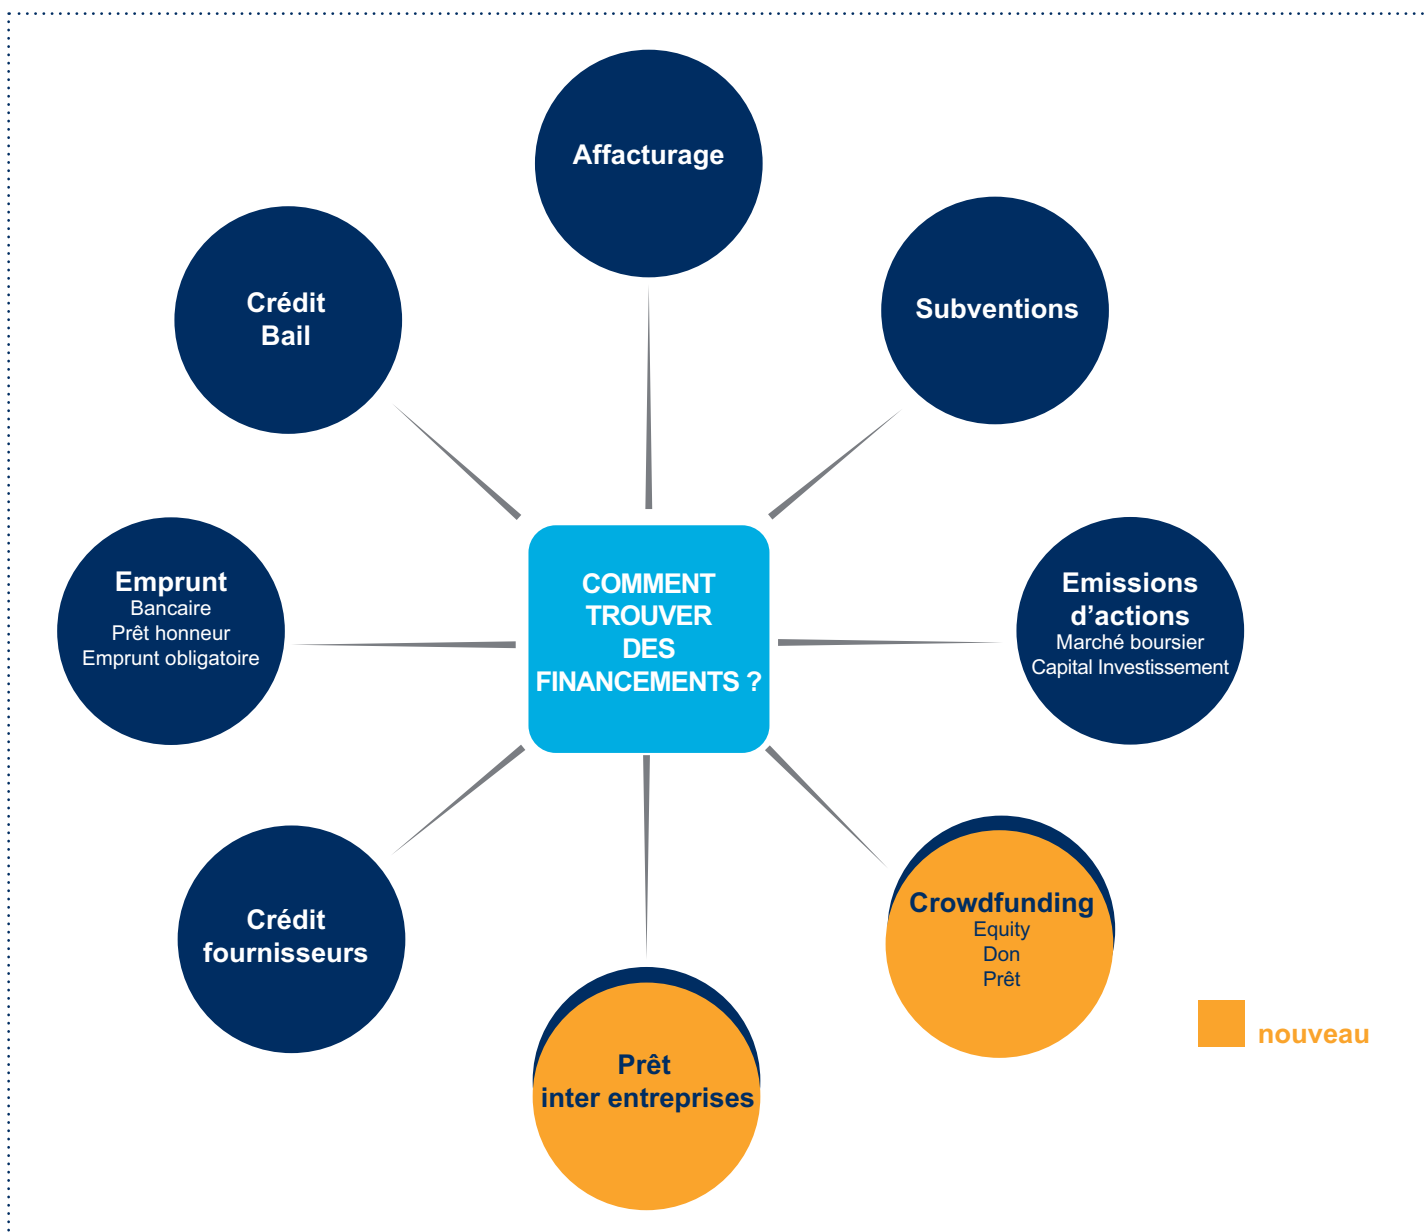 Affacturage
Crédit
Bail
Subventions
Emprunt
Bancaire
Prêt honneur
Emprunt obligatoire
COMMENT
TROUVER
DES
FINANCEMENTS ?
Emissions
d’actions
Marché boursier
Capital Investissement
Crédit
fournisseurs
Crowdfunding
Equity
Don
Prêt
Prêt
inter entreprises
nouveau